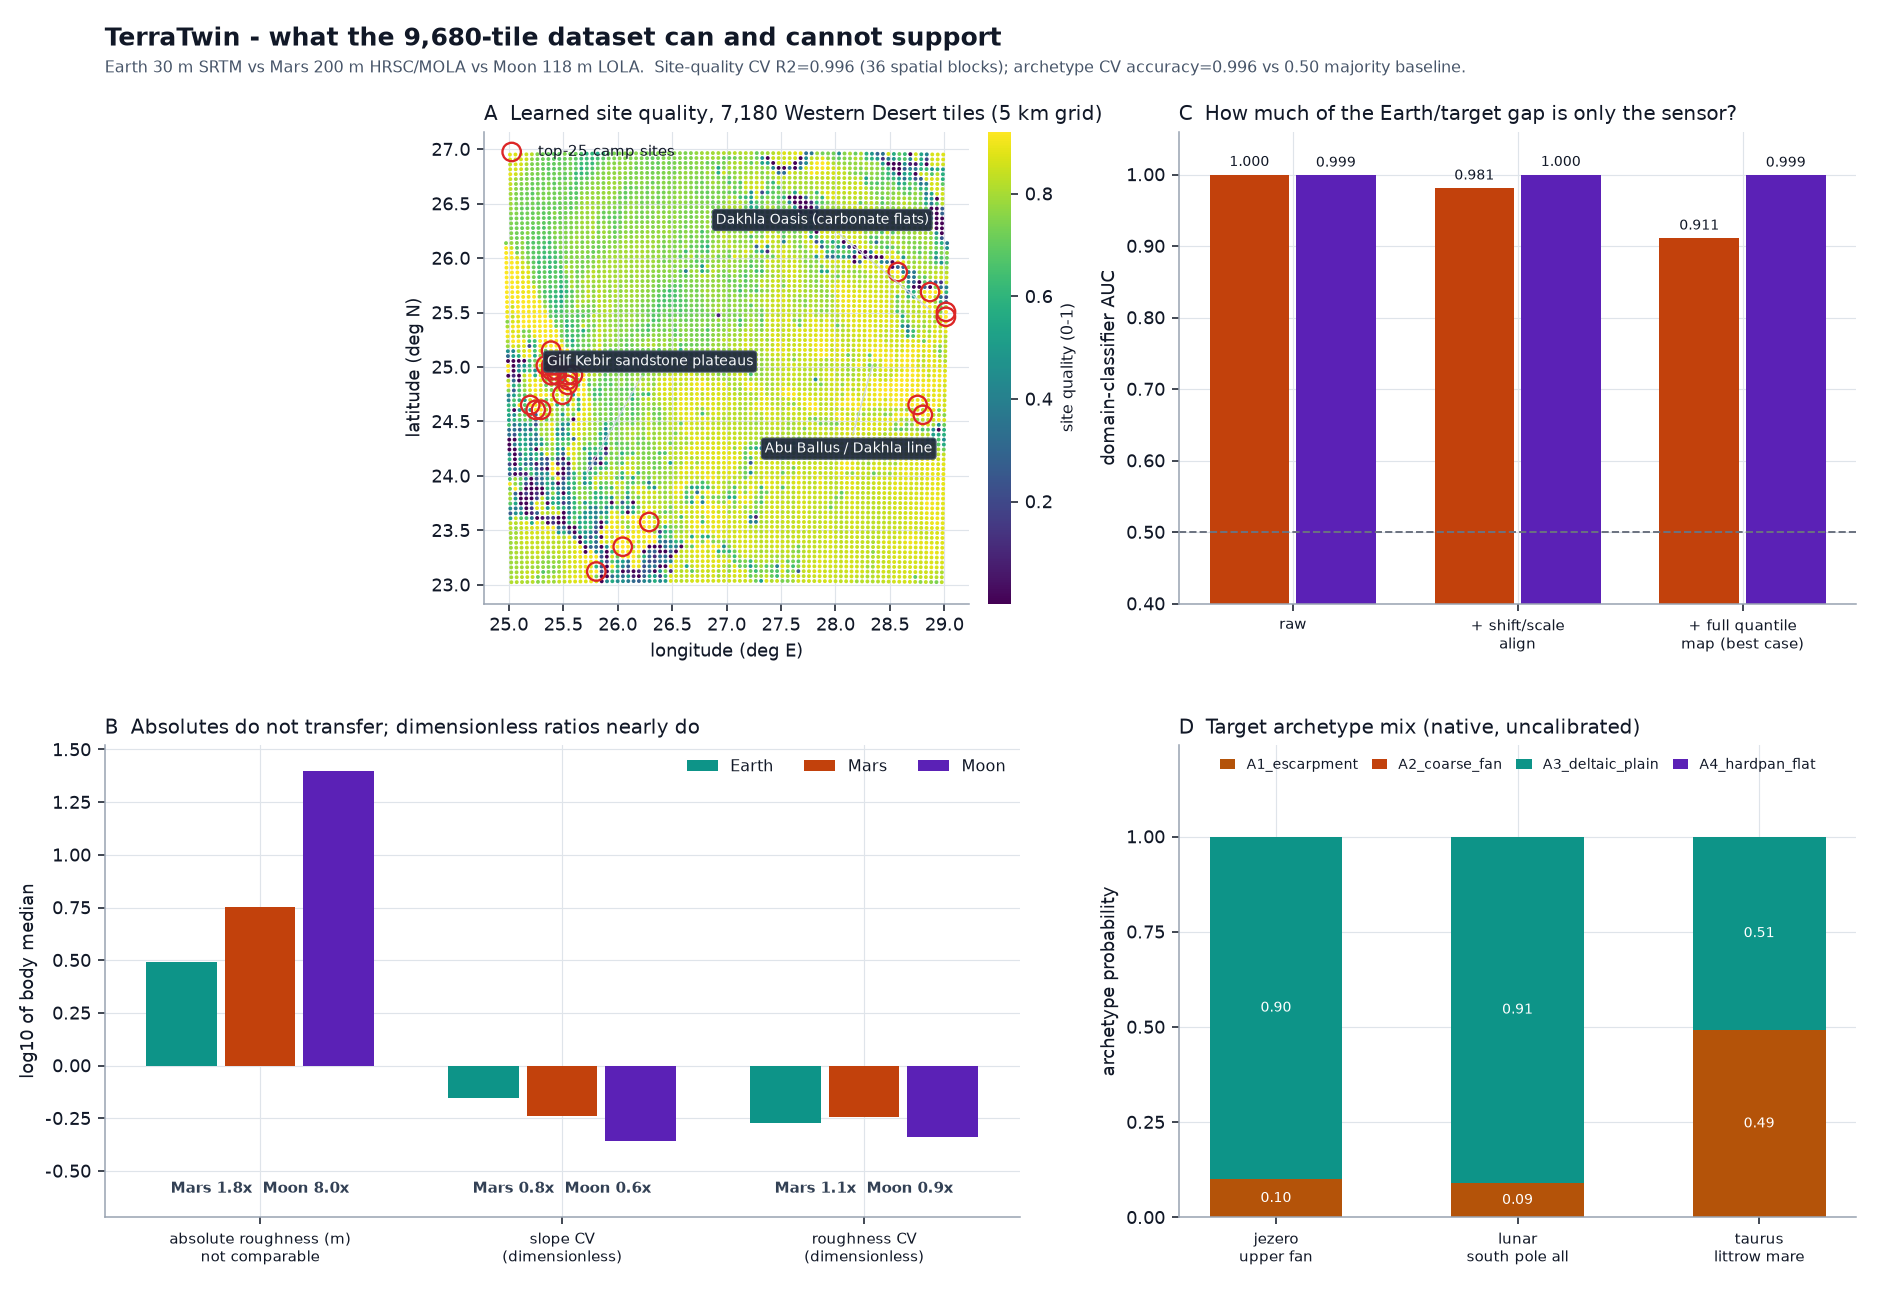 TerraTwin - what the 9,680-tile dataset can and cannot support
Earth 30 m SRTM vs Mars 200 m HRSC/MOLA vs Moon 118 m LOLA.  Site-quality CV R2=0.996 (36 spatial blocks); archetype CV accuracy=0.996 vs 0.50 majority baseline.
A  Learned site quality, 7,180 Western Desert tiles (5 km grid)
top-25 camp sites
Dakhla Oasis (carbonate flats)
Gilf Kebir sandstone plateaus
Abu Ballus / Dakhla line
latitude (deg N)
27.0
26.5
26.0
25.5
25.0
24.5
24.0
23.5
23.0
25.0 25.5 26.0 26.5 27.0 27.5 28.0 28.5 29.0
longitude (deg E)
0.8
0.6
0.4
0.2
site quality (0-1)
C  How much of the Earth/target gap is only the sensor?
domain-classifier AUC
1.00
0.90
0.80
0.70
0.60
0.50
0.40
1.000 0.999 0.981 1.000 0.911 0.999
raw
+ shift/scale
align
+ full quantile
map (best case)
B  Absolutes do not transfer; dimensionless ratios nearly do
Earth Mars Moon
log10 of body median
1.50
1.25
1.00
0.75
0.50
0.25
0.00
-0.25
-0.50
Mars 1.8x  Moon 8.0x
Mars 0.8x  Moon 0.6x
Mars 1.1x  Moon 0.9x
absolute roughness (m)
not comparable
slope CV
(dimensionless)
roughness CV
(dimensionless)
D  Target archetype mix (native, uncalibrated)
A1_escarpment A2_coarse_fan A3_deltaic_plain A4_hardpan_flat
archetype probability
1.00
0.75
0.50
0.25
0.00
0.90
0.10
0.91
0.09
0.51
0.49
jezero
upper fan
lunar
south pole all
taurus
littrow mare